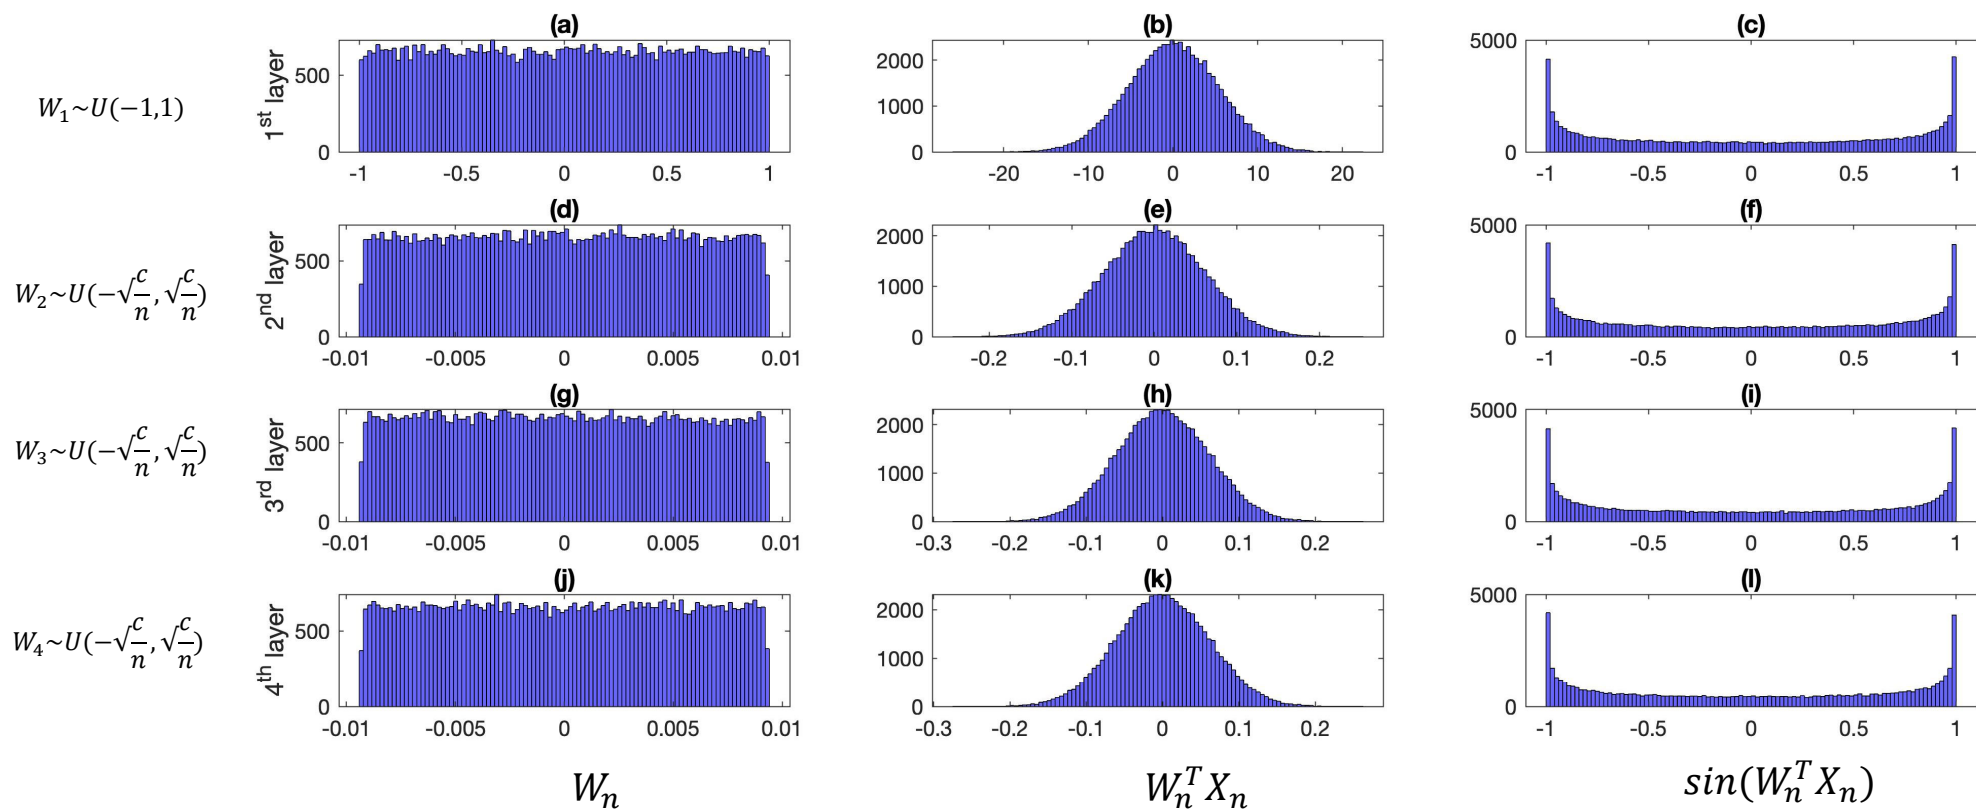 (a) (b) (c)
W₁~U(−1,1)
1st layer
500
0
-1 -0.5 0 0.5 1
2000
1000
0
-20 -10 0 10 20
5000
0
-1 -0.5 0 0.5 1
(d) (e) (f)
W₂~U(−√c/n, √c/n)
2nd layer
500
0
-0.01 -0.005 0 0.005 0.01
2000
1000
0
-0.2 -0.1 0 0.1 0.2
5000
0
-1 -0.5 0 0.5 1
(g) (h) (i)
W₃~U(−√c/n, √c/n)
3rd layer
500
0
-0.01 -0.005 0 0.005 0.01
2000
1000
0
-0.3 -0.2 -0.1 0 0.1 0.2
5000
0
-1 -0.5 0 0.5 1
(j) (k) (l)
W₄~U(−√c/n, √c/n)
4th layer
500
0
-0.01 -0.005 0 0.005 0.01
2000
1000
0
-0.3 -0.2 -0.1 0 0.1 0.2
5000
0
-1 -0.5 0 0.5 1
Wₙ WₙᵀXₙ sin(WₙᵀXₙ)